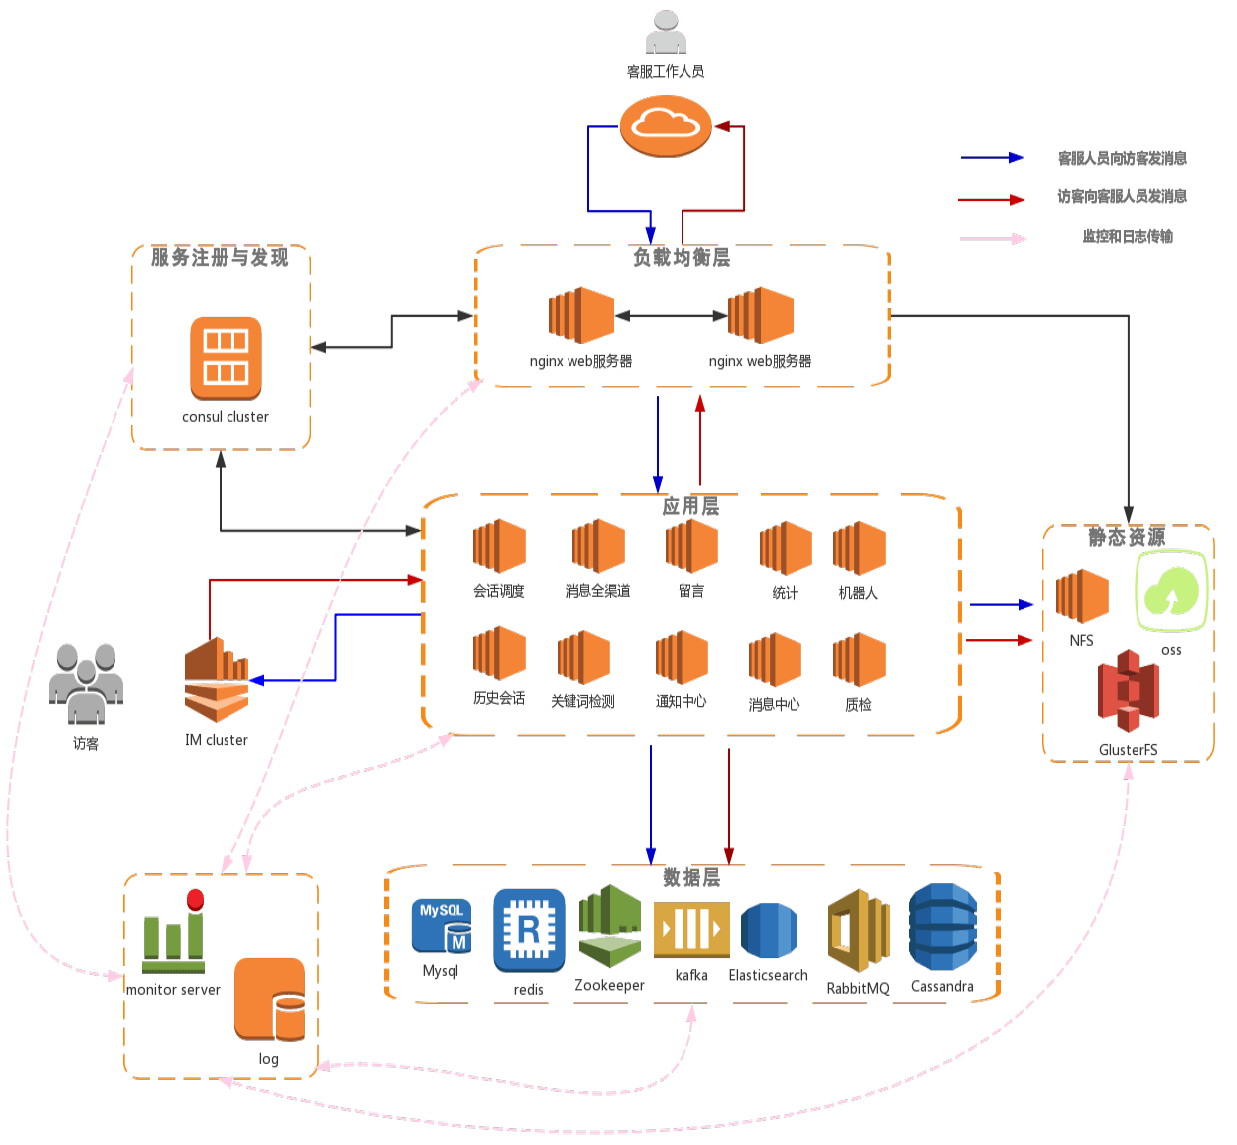 客服工作人员
客服人员向访客发消息
访客向客服人员发消息
监控和日志传输
服务注册与发现
负载均衡层
nginx web服务器
nginx web服务器
consul cluster
应用层
静态资源
会话调度
消息全渠道
留言
统计
机器人
NFS
oss
历史会话
关键词检测
通知中心
消息中心
质检
访客
IM cluster
GlusterFS
数据层
MySQL
M
R
Mysql
redis
Zookeeper
kafka
Elasticsearch
RabbitMQ
Cassandra
monitor server
log